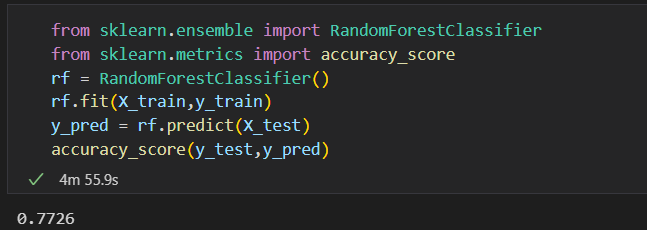 from sklearn.ensemble import RandomForestClassifier
from sklearn.metrics import accuracy_score
rf = RandomForestClassifier()
rf.fit(X_train,y_train)
y_pred = rf.predict(X_test)
accuracy_score(y_test,y_pred)
✓ 4m 55.9s
0.7726